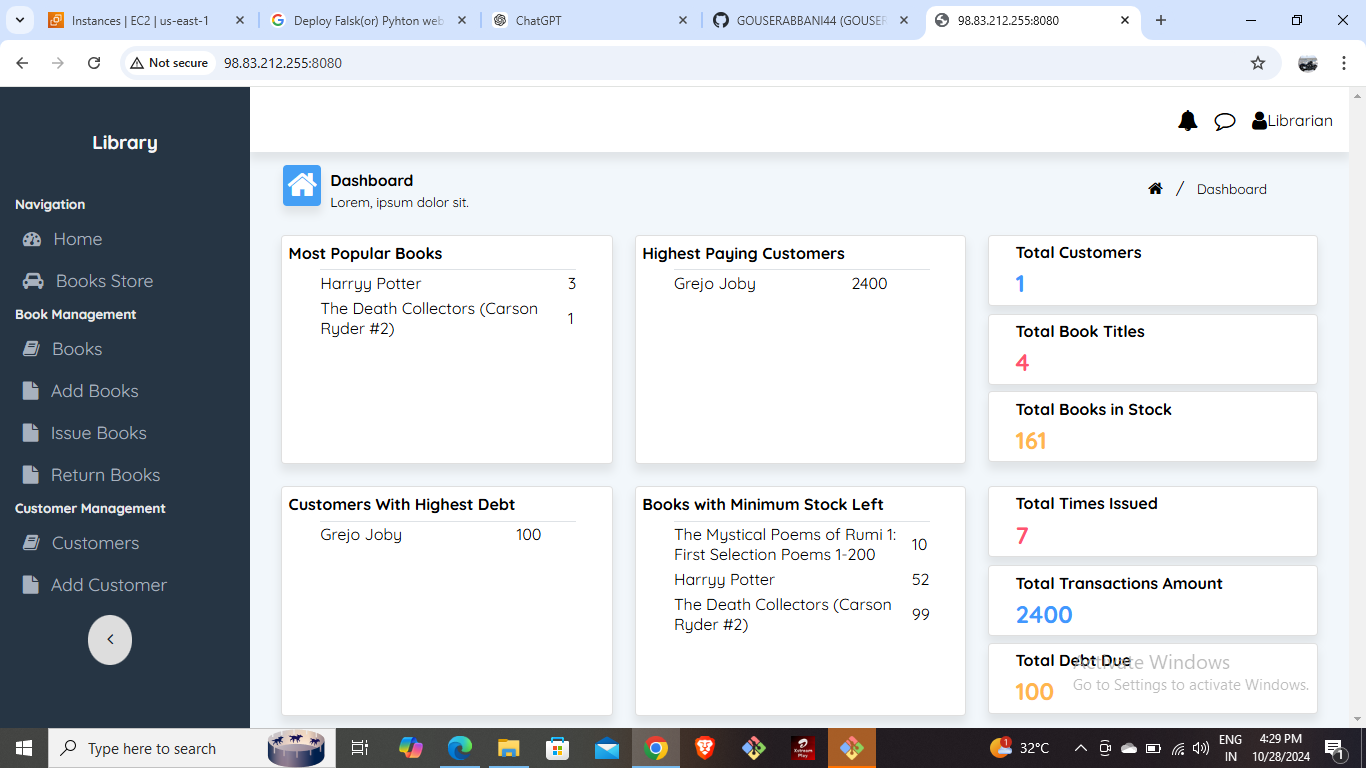 Instances | EC2 | us-east-1
Deploy Falsk(or) Pyhton web
ChatGPT
GOUSERABBANI44 (GOUSER
98.83.212.255:8080
Not secure
98.83.212.255:8080
Library
Navigation
Home
Books Store
Book Management
Books
Add Books
Issue Books
Return Books
Customer Management
Customers
Add Customer
Librarian
Dashboard
Lorem, ipsum dolor sit.
/ Dashboard
Most Popular Books
Harryy Potter 3
The Death Collectors (Carson
Ryder #2) 1
Highest Paying Customers
Grejo Joby 2400
Total Customers
1
Total Book Titles
4
Total Books in Stock
161
Customers With Highest Debt
Grejo Joby 100
Books with Minimum Stock Left
The Mystical Poems of Rumi 1:
First Selection Poems 1-200 10
Harryy Potter 52
The Death Collectors (Carson
Ryder #2) 99
Total Times Issued
7
Total Transactions Amount
2400
Total Debt Due
100
Activate Windows
Go to Settings to activate Windows.
Type here to search
Xstream
Play
32°C
ENG
IN
4:29 PM
10/28/2024
1